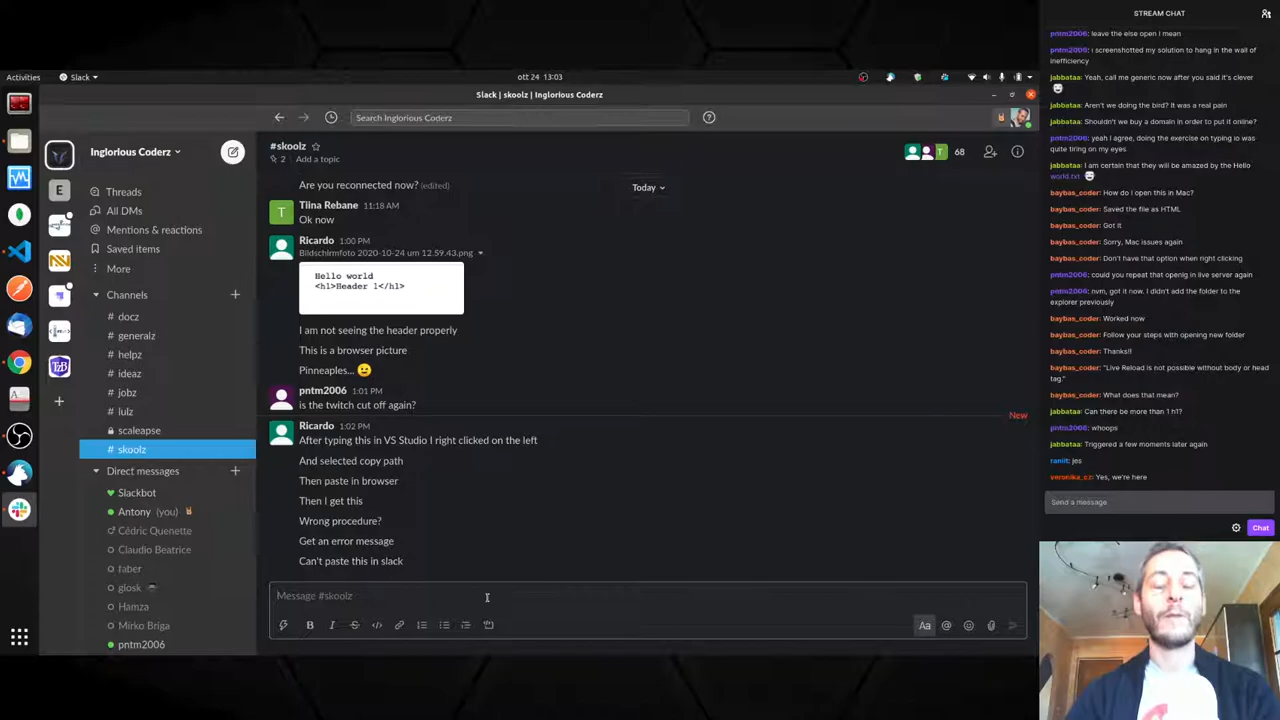 STREAM CHAT
pntm2006: leave the else open I mean
pntm2006: i screenshotted my solution to hang in the wall of
inefficiency
jabbataa: Yeah, call me generic now after you said it's clever
jabbataa: Aren't we doing the bird? It was a real pain
jabbataa: Shouldn't we buy a domain in order to put it online?
pntm2006: yeah I agree, doing the exercise on typing io was
quite tiring on my eyes
jabbataa: I am certain that they will be amazed by the Hello
world.txt
baybas_coder: How do I open this in Mac?
baybas_coder: Saved the file as HTML
baybas_coder: Got it
baybas_coder: Sorry, Mac issues again
baybas_coder: Don't have that option when right clicking
pntm2006: could you repeat that openig in live server again
pntm2006: nvm, got it now. I didn't add the folder to the
explorer previously
baybas_coder: Worked now
baybas_coder: Follow your steps with opening new folder
baybas_coder: Thanks!!
baybas_coder: "Live Reload is not possible without body or head
tag."
baybas_coder: What does that mean?
jabbataa: Can there be more than 1 h1?
pntm2006: whoops
jabbataa: Triggered a few moments later again
raniit: jes
veronika_cz: Yes, we're here
Send a message
Chat
Activities
Slack
ott 24 13:03
Slack | skoolz | Inglorious Coderz
Search Inglorious Coderz
Inglorious Coderz
E
Threads
All DMs
Mentions & reactions
Saved items
More
Channels
# docz
# generalz
# helpz
# ideaz
# jobz
# lulz
scaleapse
# skoolz
Direct messages
Slackbot
Antony (you)
Cédric Quenette
Claudio Beatrice
faber
glosk
Hamza
Mirko Briga
pntm2006
#skoolz
2 | Add a topic
T
68
Are you reconnected now? (edited)
Today
T
Tiina Rebane 11:18 AM
Ok now
Ricardo 1:00 PM
Bildschirmfoto 2020-10-24 um 12.59.43.png
Hello world
<h1>Header 1</h1>
I am not seeing the header properly
This is a browser picture
Pinneaples...
pntm2006 1:01 PM
is the twitch cut off again?
New
Ricardo 1:02 PM
After typing this in VS Studio I right clicked on the left
And selected copy path
Then paste in browser
Then I get this
Wrong procedure?
Get an error message
Can't paste this in slack
Message #skoolz
B
I
S
Aa